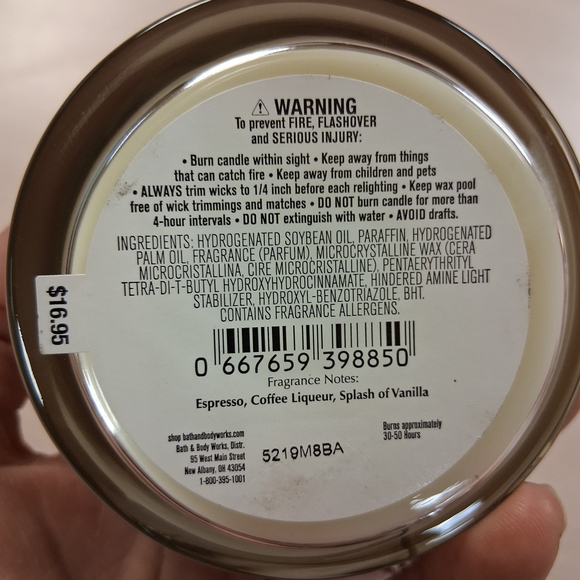 ⚠ WARNING
To prevent FIRE, FLASHOVER
and SERIOUS INJURY:
• Burn candle within sight • Keep away from things
that can catch fire • Keep away from children and pets
• ALWAYS trim wicks to 1/4 inch before each relighting • Keep wax pool
free of wick trimmings and matches • DO NOT burn candle for more than
4-hour intervals • DO NOT extinguish with water • AVOID drafts.
INGREDIENTS: HYDROGENATED SOYBEAN OIL, PARAFFIN, HYDROGENATED
PALM OIL, FRAGRANCE (PARFUM), MICROCRYSTALLINE WAX (CERA
MICROCRISTALLINA, CIRE MICROCRISTALLINE), PENTAERYTHRITYL
TETRA-DI-T-BUTYL HYDROXYHYDROCINNAMATE, HINDERED AMINE LIGHT
STABILIZER, HYDROXYL-BENZOTRIAZOLE, BHT.
CONTAINS FRAGRANCE ALLERGENS.
$16.95
0 667659 398850
Fragrance Notes:
Espresso, Coffee Liqueur, Splash of Vanilla
shop bathandbodyworks.com
Bath & Body Works, Distr.
95 West Main Street
New Albany, OH 43054
1-800-395-1001
5219M8BA
Burns approximately
30-50 Hours